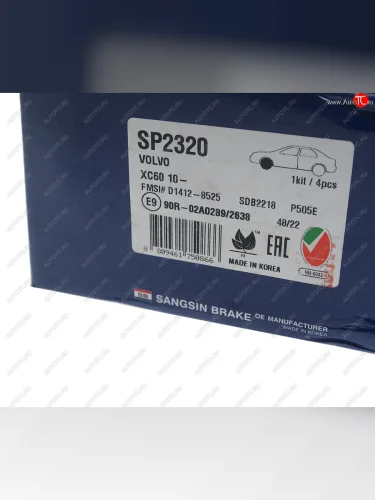 SP2320
VOLVO
XC60 10-
1kit / 4pcs
FMSI# D1412-8525
SDB2218
P505E
E9 90R-02A0289/2638
48/22
8 809461 790866
N
EAC
MADE IN KOREA
SANGSIN BRAKE OE MANUFACTURER
MADE IN KOREA